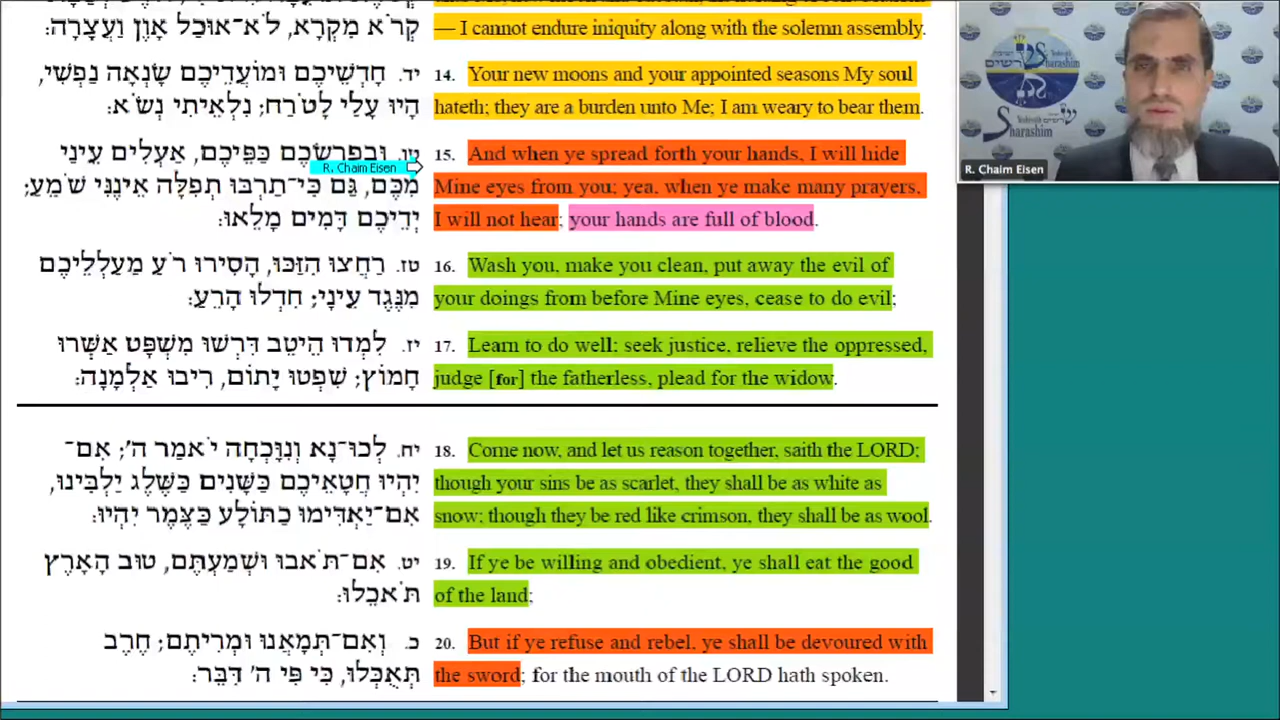 קְרֹא מִקְרָא, לֹא־אוּכַל אָוֶן וַעֲצָרָה:
— I cannot endure iniquity along with the solemn assembly.
יד. חָדְשֵׁיכֶם וּמוֹעֲדֵיכֶם שָׂנְאָה נַפְשִׁי,
הָיוּ עָלַי לָטֹרַח; נִלְאֵיתִי נְשֹׂא:
14. Your new moons and your appointed seasons My soul
hateth; they are a burden unto Me; I am weary to bear them.
טו. וּבְפָרִשְׂכֶם כַּפֵּיכֶם, אַעְלִים עֵינַי
R. Chaim Eisen
מִכֶּם, גַּם כִּי־תַרְבּוּ תְפִלָּה אֵינֶנִּי שֹׁמֵעַ;
יְדֵיכֶם דָּמִים מָלֵאוּ:
15. And when ye spread forth your hands, I will hide
Mine eyes from you; yea, when ye make many prayers,
I will not hear; your hands are full of blood.
טז. רַחֲצוּ הִזַּכּוּ, הָסִירוּ רֹעַ מַעַלְלֵיכֶם
מִנֶּגֶד עֵינָי; חִדְלוּ הָרֵעַ:
16. Wash you, make you clean, put away the evil of
your doings from before Mine eyes, cease to do evil;
יז. לִמְדוּ הֵיטֵב דִּרְשׁוּ מִשְׁפָּט אַשְּׁרוּ
חָמוֹץ; שִׁפְטוּ יָתוֹם, רִיבוּ אַלְמָנָה:
17. Learn to do well; seek justice, relieve the oppressed,
judge [for] the fatherless, plead for the widow.
יח. לְכוּ־נָא וְנִוָּכְחָה יֹאמַר ה'; אִם־
יִהְיוּ חֲטָאֵיכֶם כַּשָּׁנִים כַּשֶּׁלֶג יַלְבִּינוּ,
אִם־יַאְדִּימוּ כַתּוֹלָע כַּצֶּמֶר יִהְיוּ:
18. Come now, and let us reason together, saith the LORD;
though your sins be as scarlet, they shall be as white as
snow; though they be red like crimson, they shall be as wool.
יט. אִם־תֹּאבוּ וּשְׁמַעְתֶּם, טוּב הָאָרֶץ
תֹּאכֵלוּ:
19. If ye be willing and obedient, ye shall eat the good
of the land;
כ. וְאִם־תְּמָאֲנוּ וּמְרִיתֶם; חֶרֶב
תְּאֻכְּלוּ, כִּי פִּי ה' דִּבֵּר:
20. But if ye refuse and rebel, ye shall be devoured with
the sword; for the mouth of the LORD hath spoken.
Yeshivat
Sharashim
R. Chaim Eisen